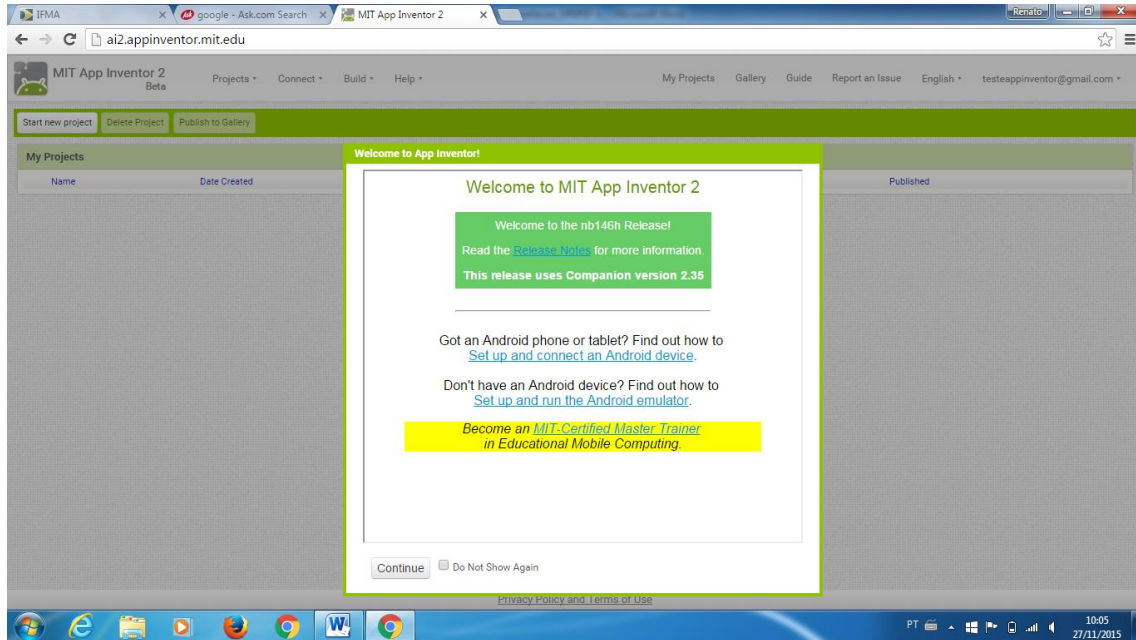 IFMA
google - Ask.com Search
MIT App Inventor 2
Renato
ai2.appinventor.mit.edu
MIT App Inventor 2
Beta
Projects
Connect
Build
Help
My Projects
Gallery
Guide
Report an Issue
English
testeappinventor@gmail.com
Start new project
Delete Project
Publish to Gallery
My Projects
Name
Date Created
Published
Welcome to App Inventor!
Welcome to MIT App Inventor 2
Welcome to the nb146h Release!
Read the Release Notes for more information.
This release uses Companion version 2.35
Got an Android phone or tablet? Find out how to
Set up and connect an Android device.
Don't have an Android device? Find out how to
Set up and run the Android emulator.
Become an MIT-Certified Master Trainer
in Educational Mobile Computing.
Continue
Do Not Show Again
Privacy Policy and Terms of Use
PT
10:05
27/11/2015